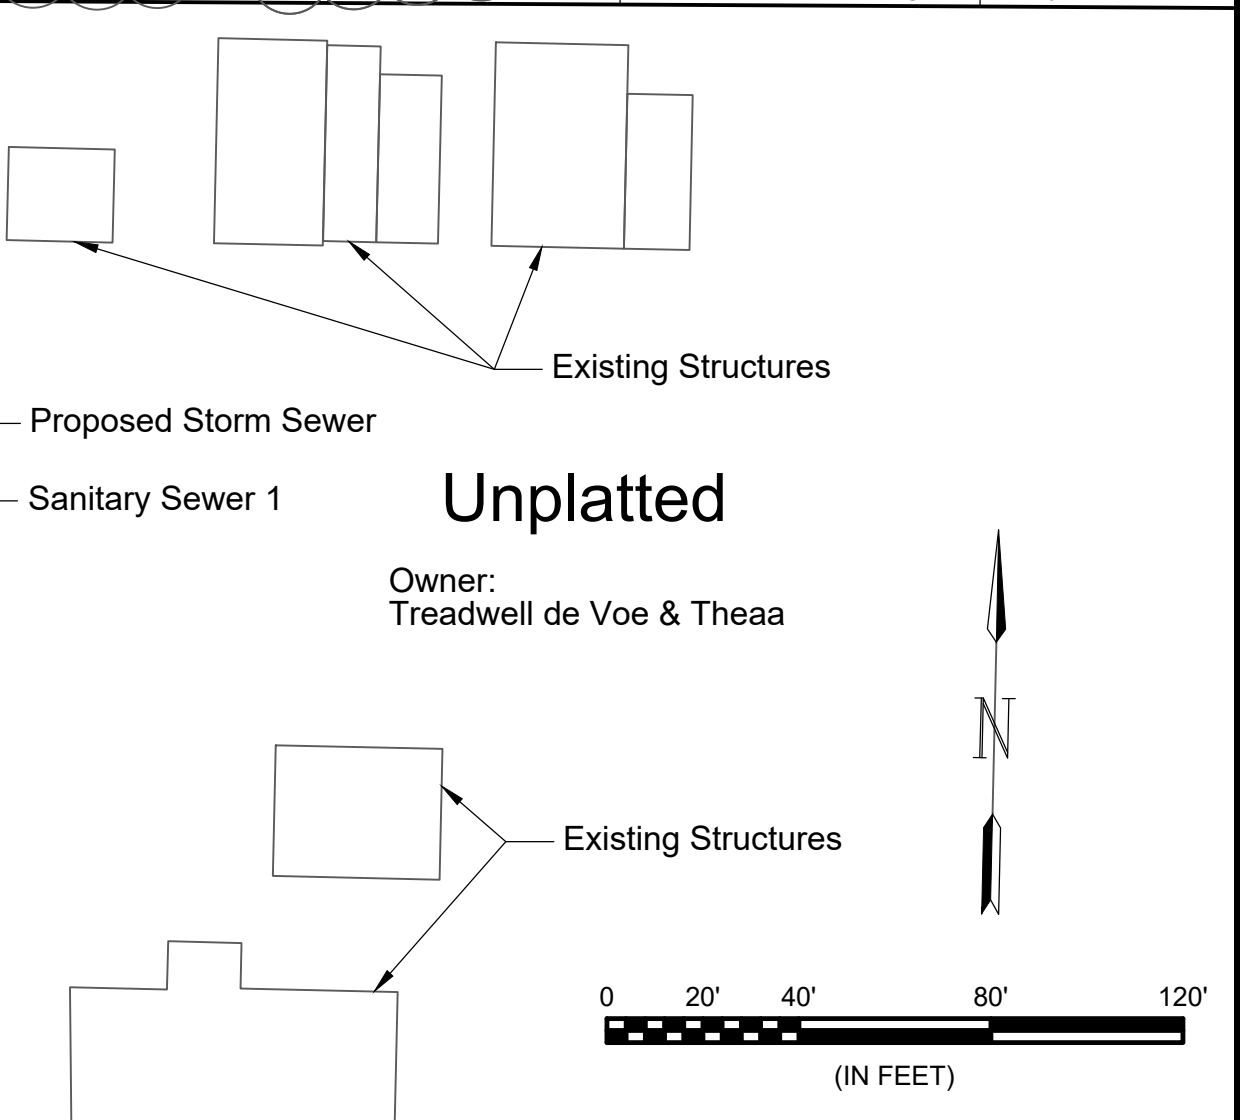 Existing Structures
Proposed Storm Sewer
Sanitary Sewer 1
Unplatted
Owner:
Treadwell de Voe & Theaa
N
Existing Structures
0 20' 40' 80' 120'
(IN FEET)